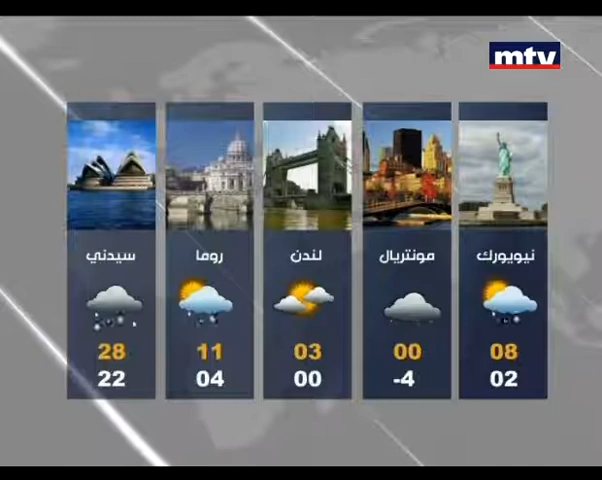 mtv
نيويورك
08
02
مونتريال
00
-4
لندن
03
00
روما
11
04
سيدني
28
22